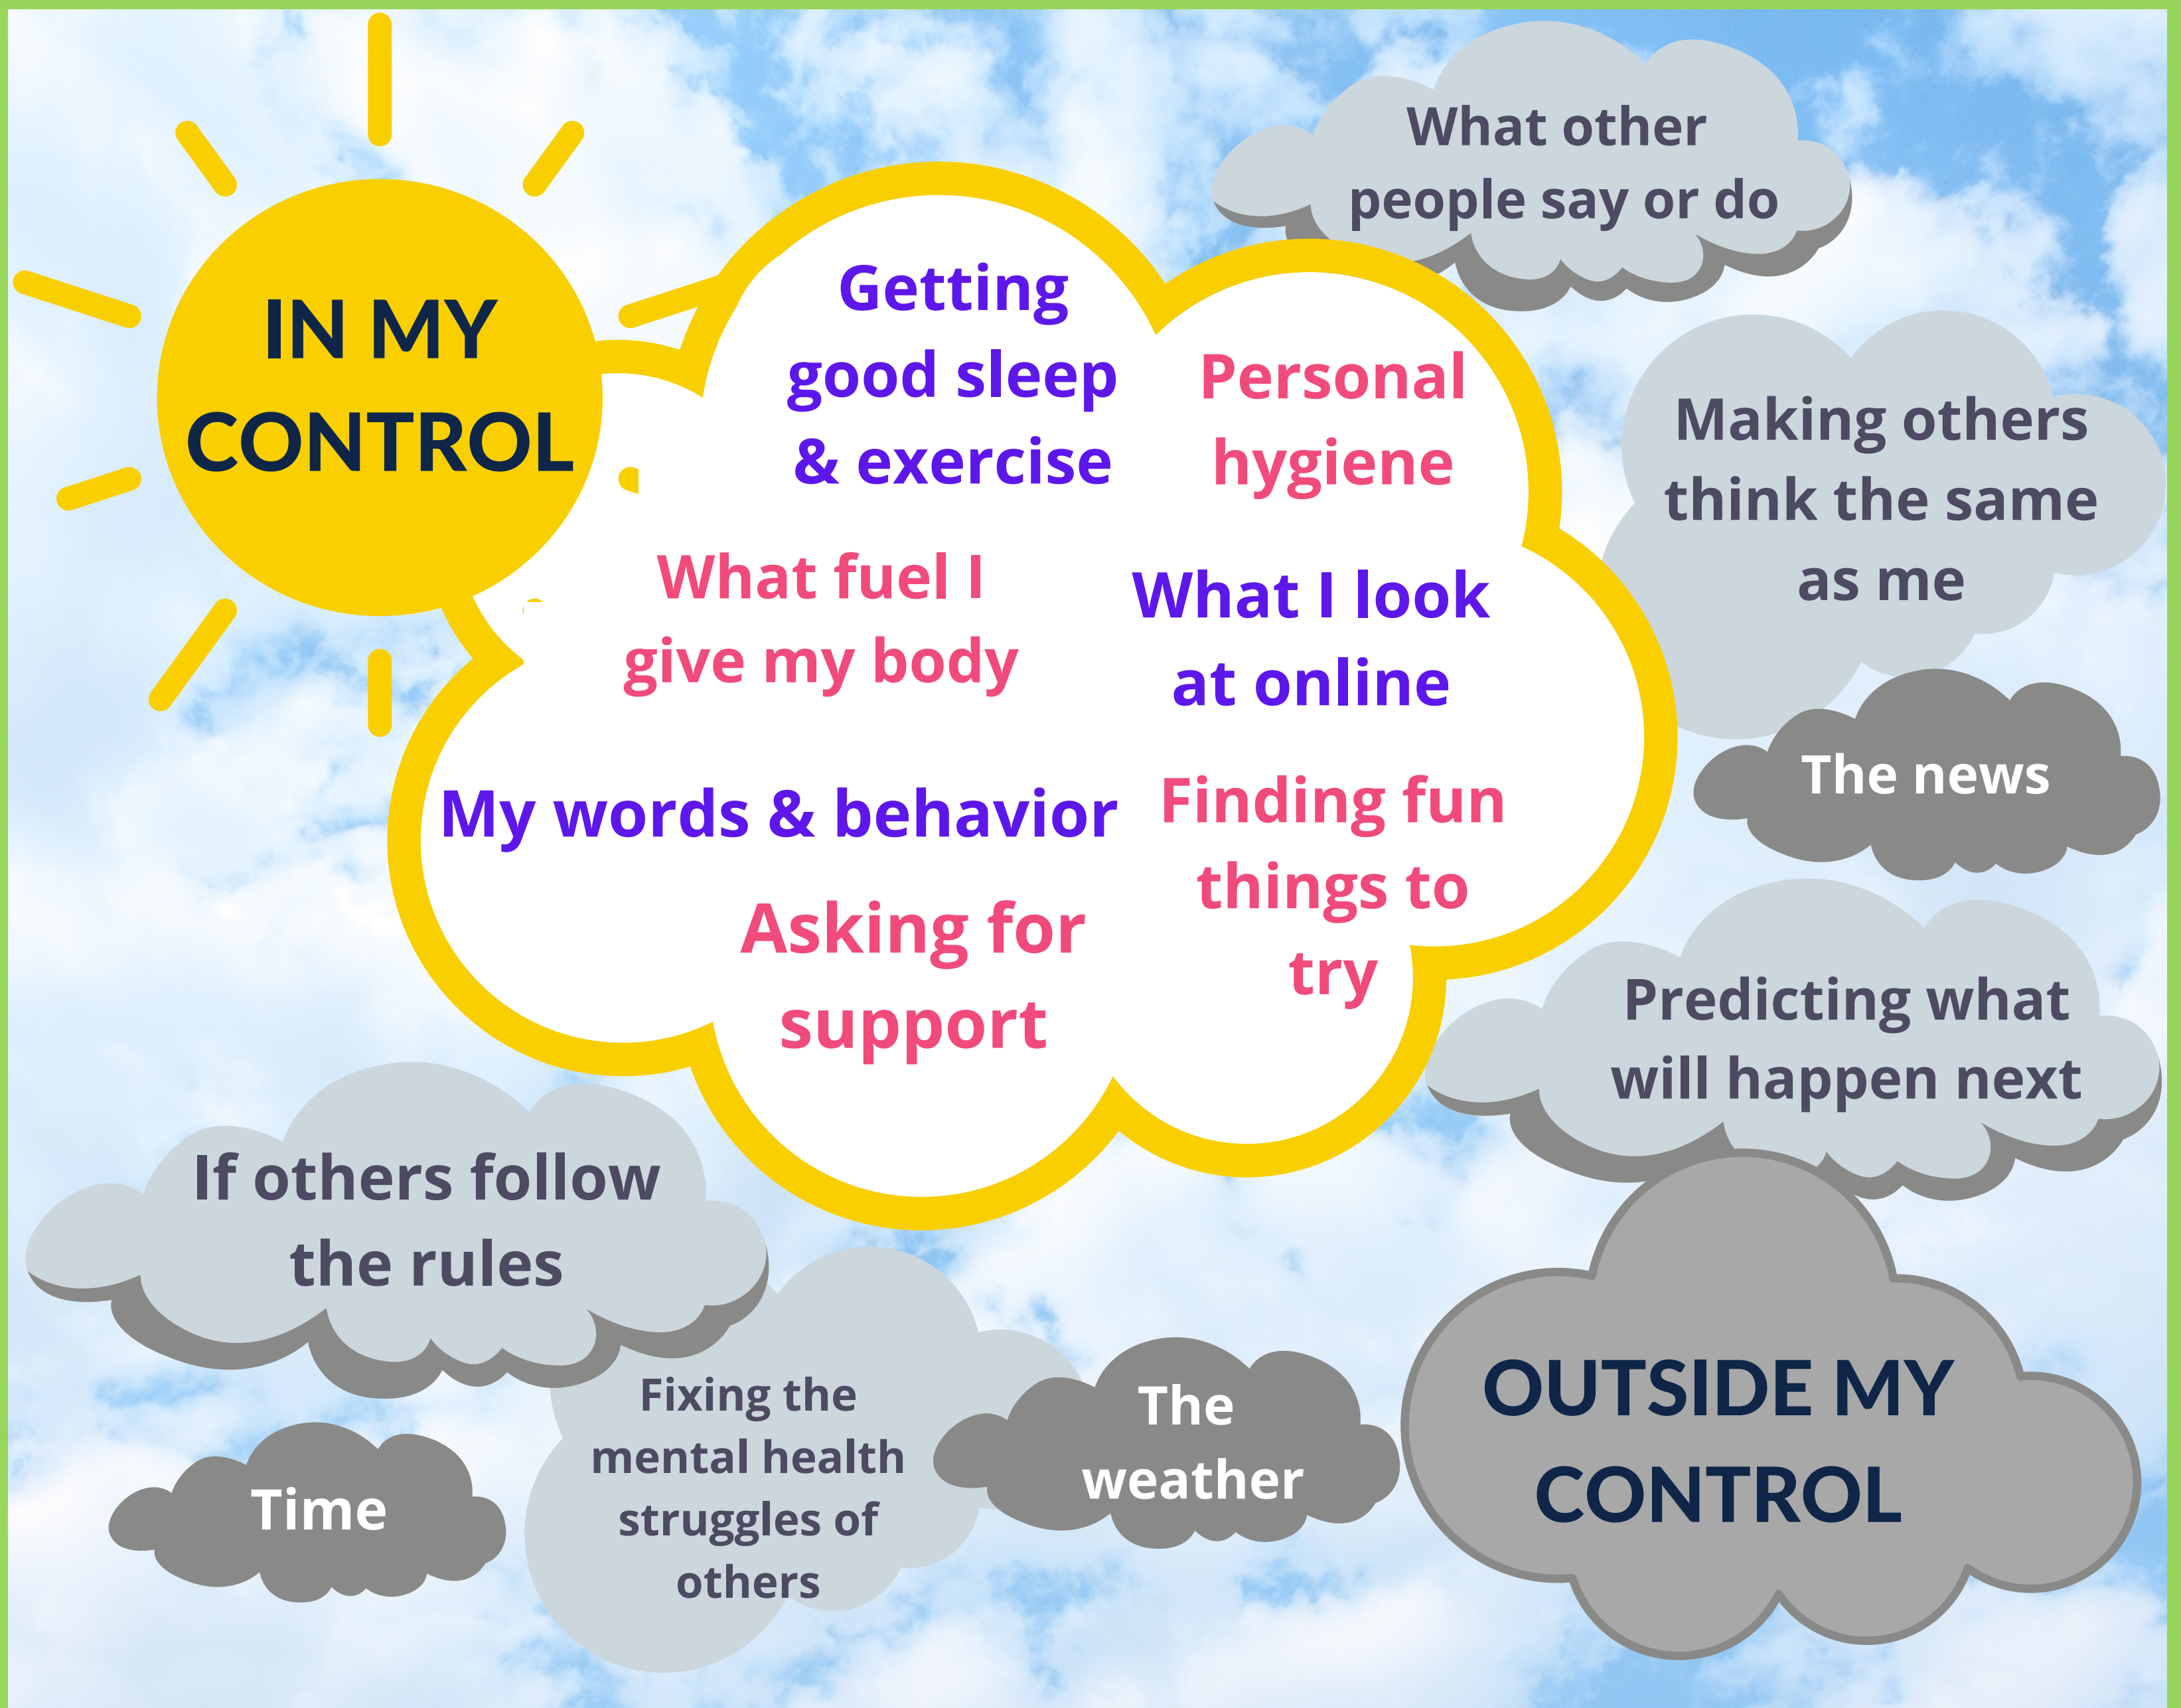 IN MY
CONTROL
Getting
good sleep
& exercise
Personal
hygiene
What fuel I
give my body
What I look
at online
My words & behavior
Finding fun
things to
try
Asking for
support
What other
people say or do
Making others
think the same
as me
The news
Predicting what
will happen next
If others follow
the rules
Time
Fixing the
mental health
struggles of
others
The
weather
OUTSIDE MY
CONTROL